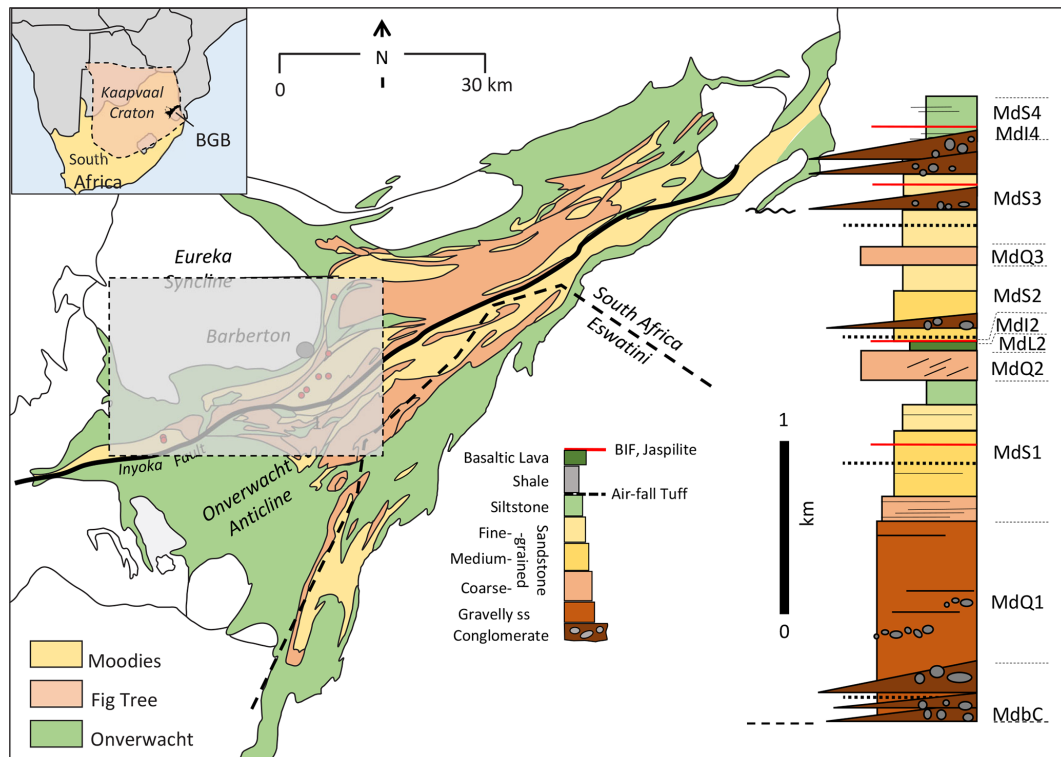 Kaapvaal
Craton
South
Africa
BGB
N
0
30 km
Eureka
Syncline
Barberton
Inyoka Fault
Onverwacht
Anticline
South Africa
Eswatini
Moodies
Fig Tree
Onverwacht
Basaltic Lava
BIF, Jaspilite
Shale
Air-fall Tuff
Siltstone
Fine-
Medium-
Coarse-
-grained
Sandstone
Gravelly ss
Conglomerate
1
km
0
MdS4
MdI4
MdS3
MdQ3
MdS2
MdI2
MdL2
MdQ2
MdS1
MdQ1
MdbC